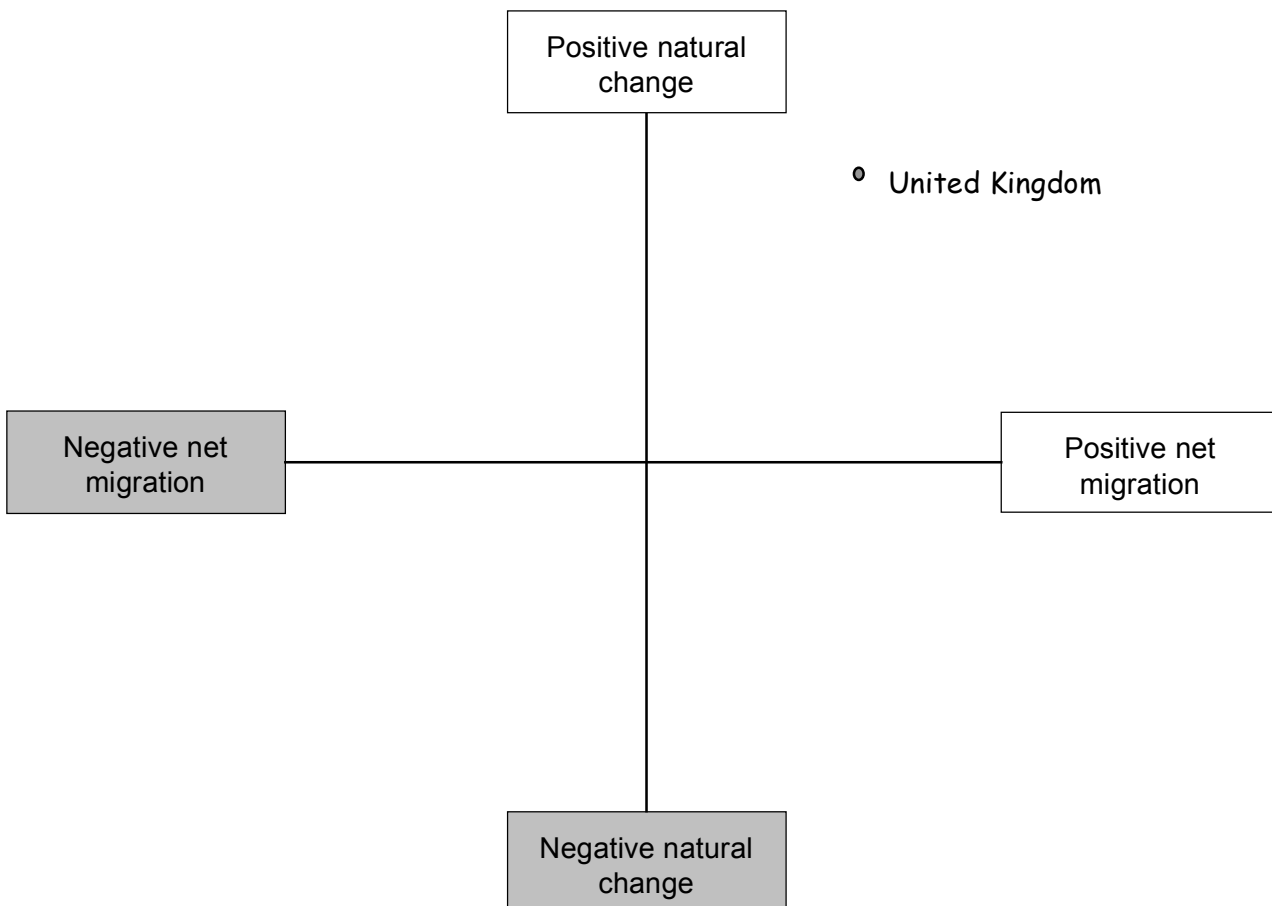 Positive natural
change
United Kingdom
Negative net
migration
Positive net
migration
Negative natural
change